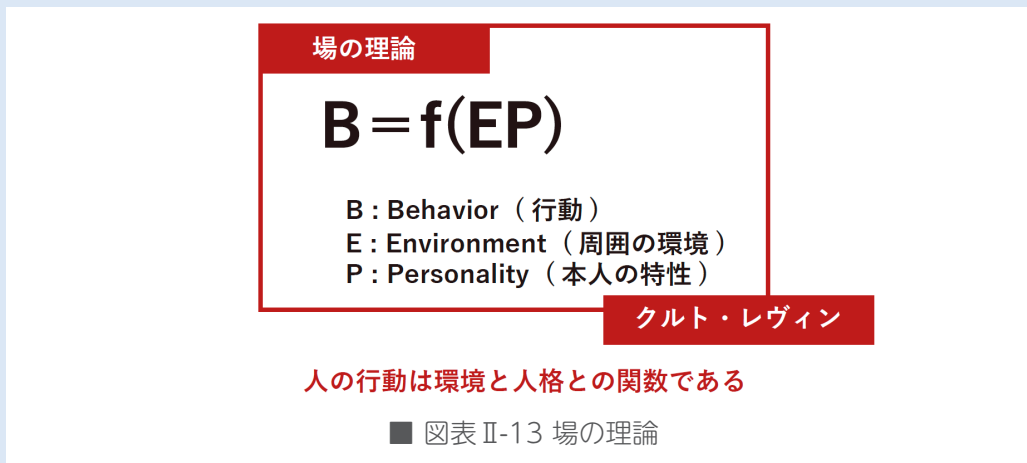 場の理論
B=f(EP)
B : Behavior （ 行動 ）
E : Environment （ 周囲の環境 ）
P : Personality （ 本人の特性 ）
クルト・レヴィン
人の行動は環境と人格との関数である
■ 図表Ⅱ-13 場の理論